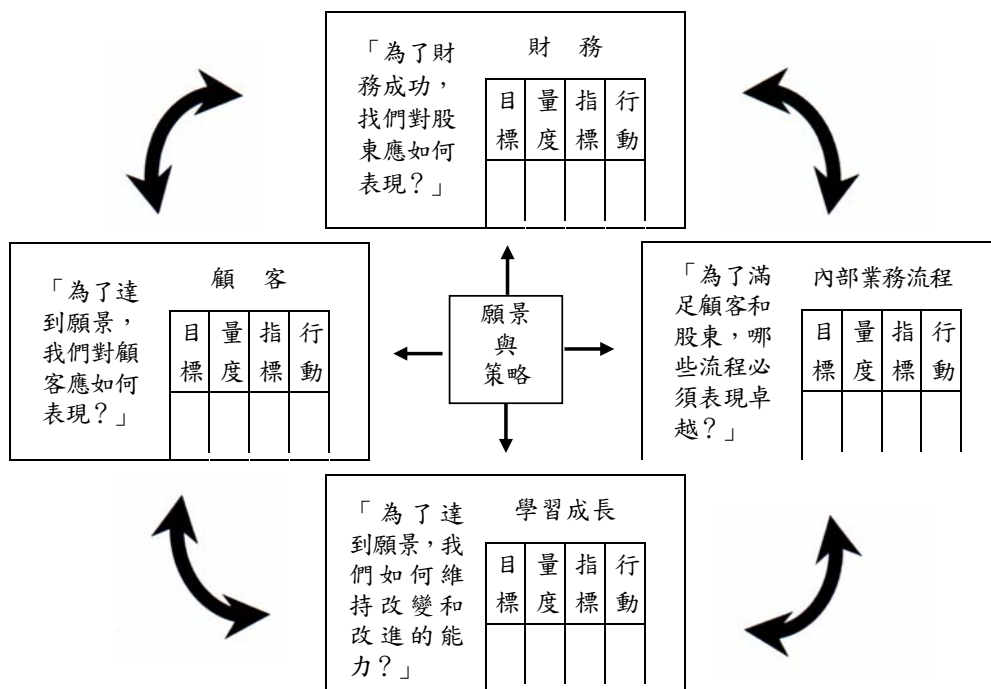 財 務
「為了財
務成功，
找們對股
東應如何
表現？」
目 量 指 行
標 度 標 動
顧 客
「為了達
到願景，
我們對顧
客應如何
表現？」
目 量 指 行
標 度 標 動
願景
與
策略
內部業務流程
「為了滿
足顧客和
股東，哪
些流程必
須表現卓
越？」
目 量 指 行
標 度 標 動
學習成長
「為了達
到願景，我
們如何維
持改變和
改進的能
力？」
目 量 指 行
標 度 標 動